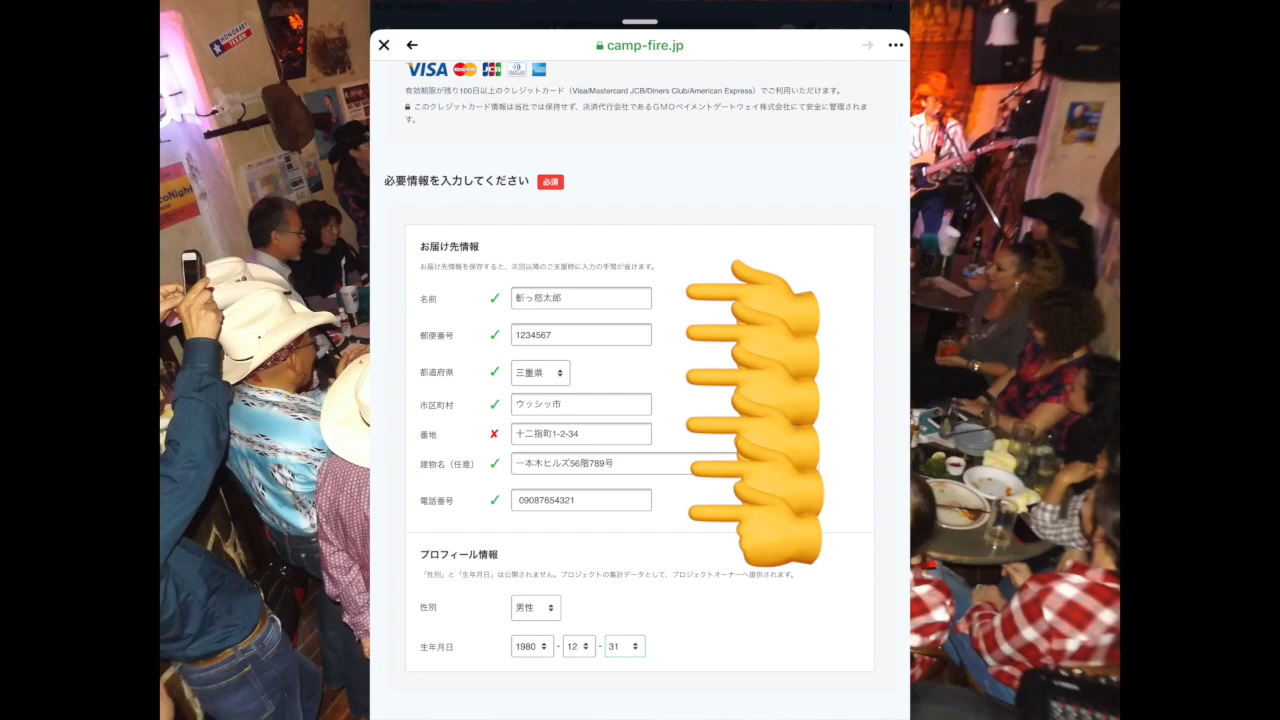 HONORARY
TEXAN
camp-fire.jp
VISA
MasterCard
JCB
有効期限が残り100日以上のクレジットカード（Visa/Mastercard JCB/Diners Club/American Express）でご利用いただけます。
このクレジットカード情報は当社では保持せず、決済代行会社であるGMOペイメントゲートウェイ株式会社にて安全に管理されま
す。
必要情報を入力してください 必須
お届け先情報
お届け先情報を保存すると、次回以降のご支援時に入力の手間が省けます。
名前 斬っ怒太郎
郵便番号 1234567
都道府県 三重県
市区町村 ウッシッ市
番地 十二指町1-2-34
建物名（任意） 一本木ヒルズ56階789号
電話番号 09087654321
プロフィール情報
「性別」と「生年月日」は公開されません。プロジェクトの集計データとして、プロジェクトオーナーへ提供されます。
性別 男性
生年月日 1980 - 12 - 31